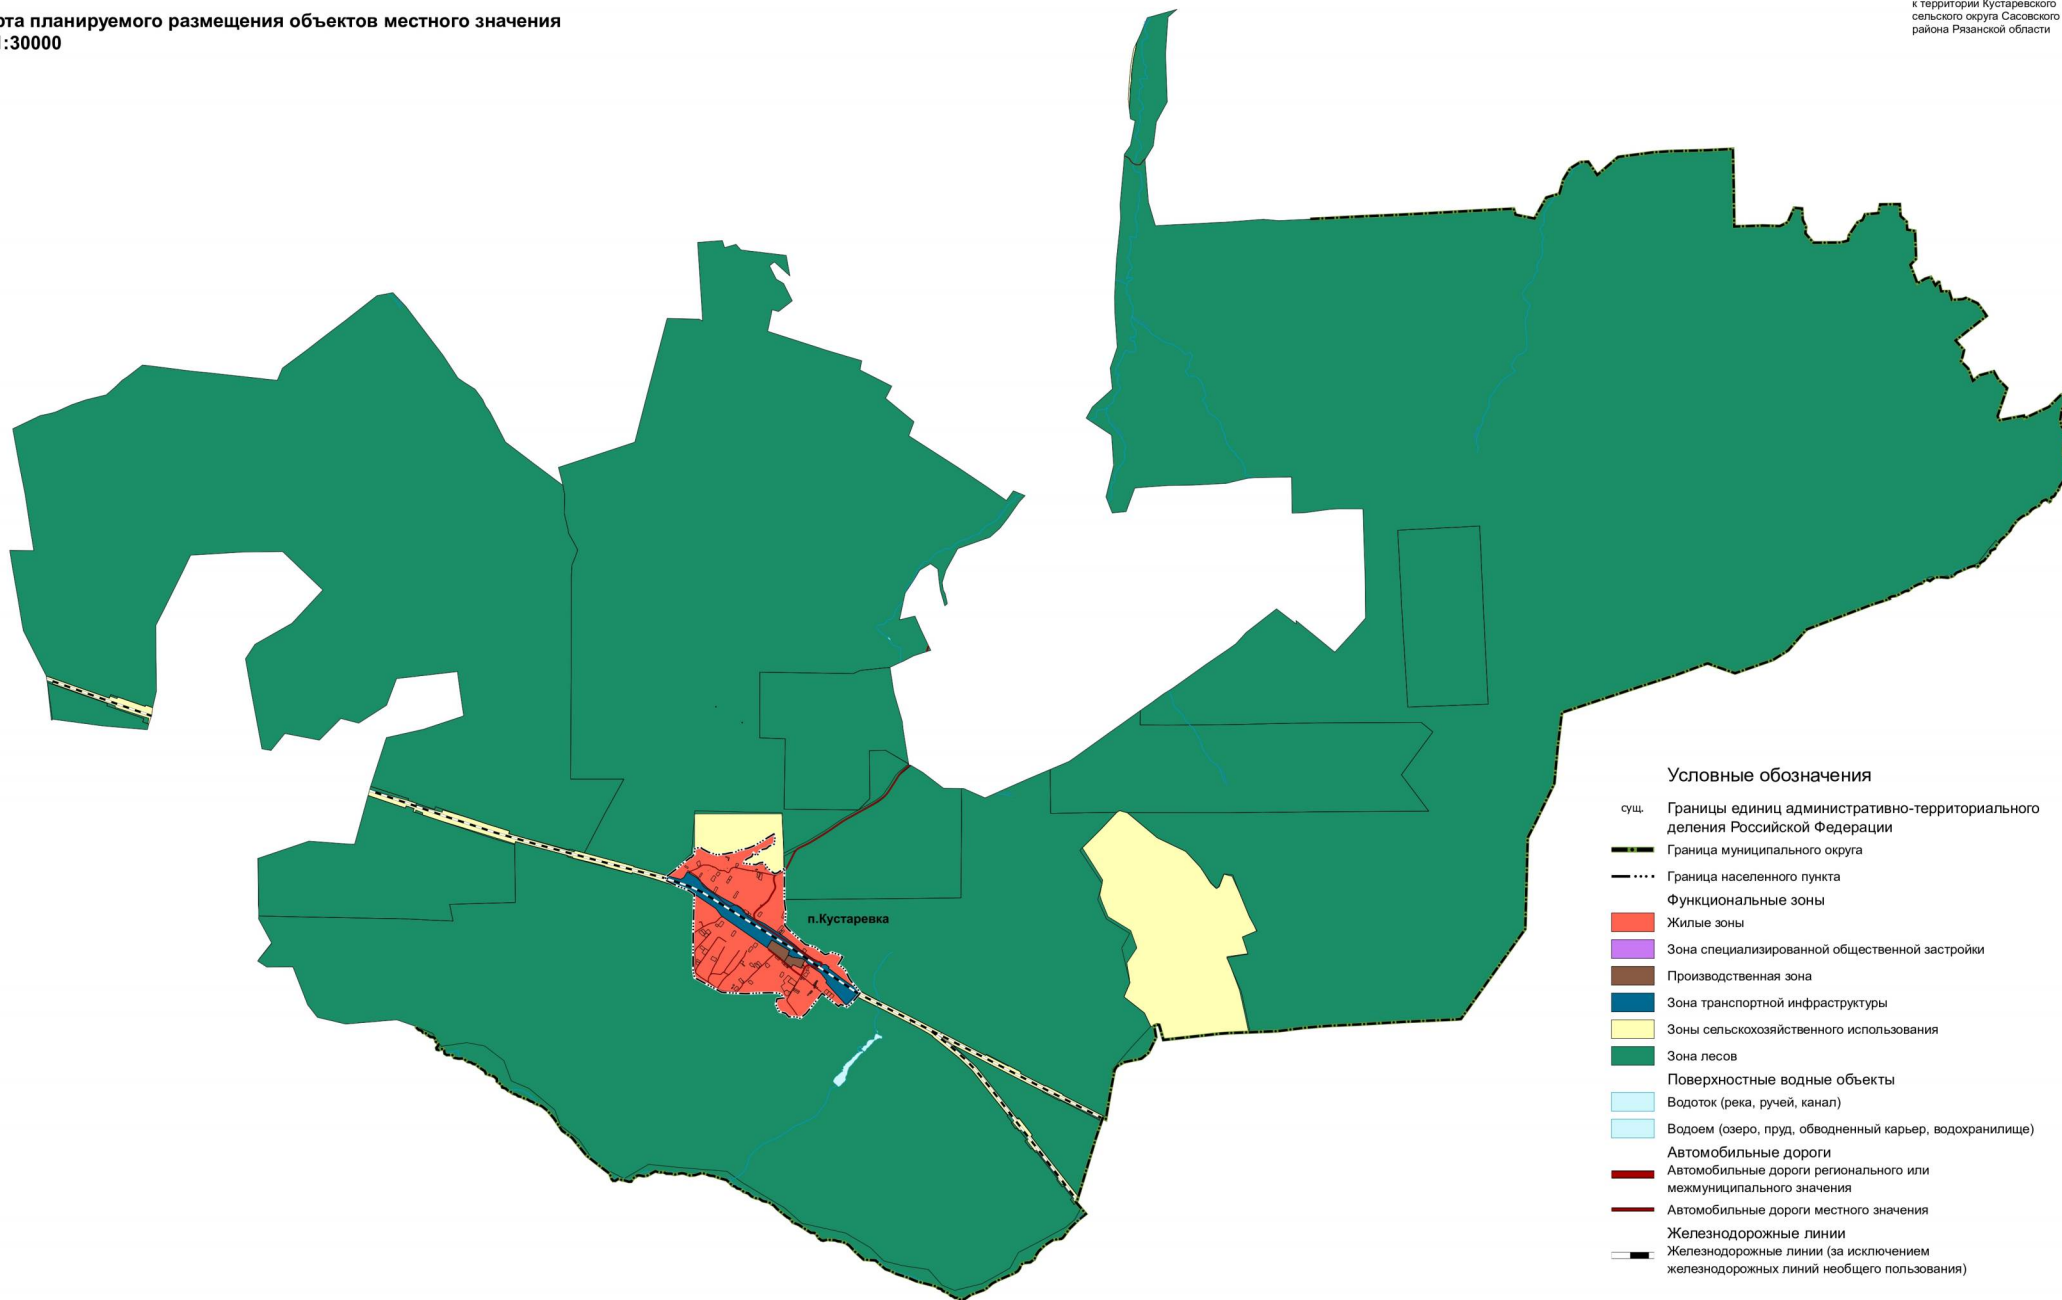 рта планируемого размещения объектов местного значения
1:30000
к территории Кустаревского
сельского округа Сасовского
района Рязанской области
п.Кустаревка
Условные обозначения
сущ.
Границы единиц административно-территориального
деления Российской Федерации
Граница муниципального округа
Граница населенного пункта
Функциональные зоны
Жилые зоны
Зона специализированной общественной застройки
Производственная зона
Зона транспортной инфраструктуры
Зоны сельскохозяйственного использования
Зона лесов
Поверхностные водные объекты
Водоток (река, ручей, канал)
Водоем (озеро, пруд, обводненный карьер, водохранилище)
Автомобильные дороги
Автомобильные дороги регионального или
межмуниципального значения
Автомобильные дороги местного значения
Железнодорожные линии
Железнодорожные линии (за исключением
железнодорожных линий необщего пользования)